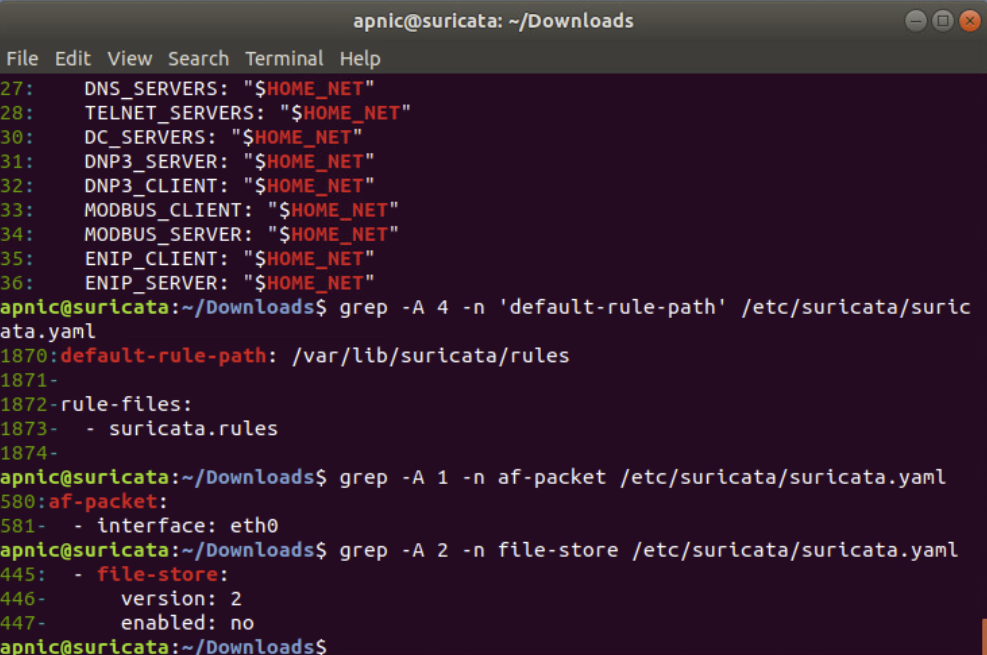 apnic@suricata: ~/Downloads
File Edit View Search Terminal Help
27:    DNS_SERVERS: "$HOME_NET"
28:    TELNET_SERVERS: "$HOME_NET"
30:    DC_SERVERS: "$HOME_NET"
31:    DNP3_SERVER: "$HOME_NET"
32:    DNP3_CLIENT: "$HOME_NET"
33:    MODBUS_CLIENT: "$HOME_NET"
34:    MODBUS_SERVER: "$HOME_NET"
35:    ENIP_CLIENT: "$HOME_NET"
36:    ENIP_SERVER: "$HOME_NET"
apnic@suricata:~/Downloads$ grep -A 4 -n 'default-rule-path' /etc/suricata/suric
ata.yaml
1870:default-rule-path: /var/lib/suricata/rules
1871-
1872-rule-files:
1873-  - suricata.rules
1874-
apnic@suricata:~/Downloads$ grep -A 1 -n af-packet /etc/suricata/suricata.yaml
580:af-packet:
581-  - interface: eth0
apnic@suricata:~/Downloads$ grep -A 2 -n file-store /etc/suricata/suricata.yaml
445:  - file-store:
446-      version: 2
447-      enabled: no
apnic@suricata:~/Downloads$